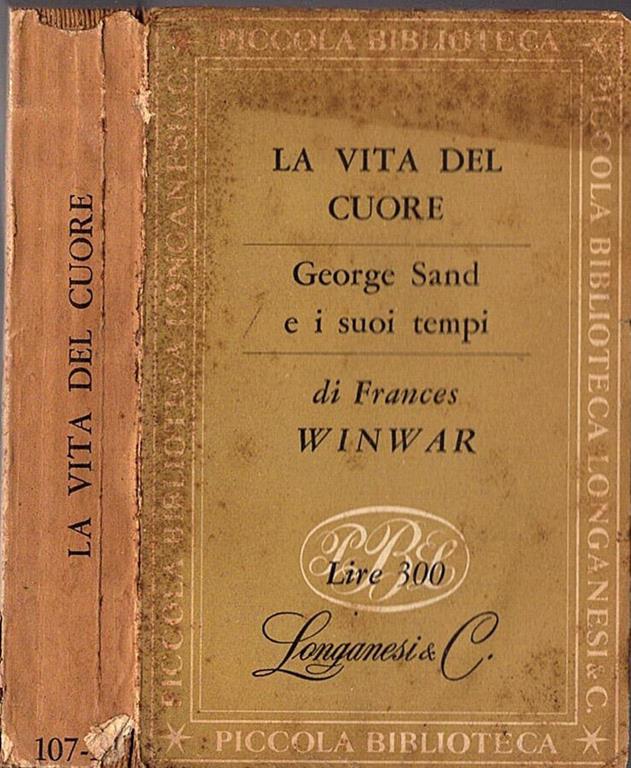 LA VITA DEL CUORE
107-
PICCOLA BIBLIOTECA
PICCOLA BIBLIOTECA LONGANESI & C.
LA VITA DEL
CUORE
George Sand
e i suoi tempi
di Frances
WINWAR
PBL
Lire 300
Longanesi & C.
PICCOLA BIBLIOTECA LONGANESI & C.
PICCOLA BIBLIOTECA